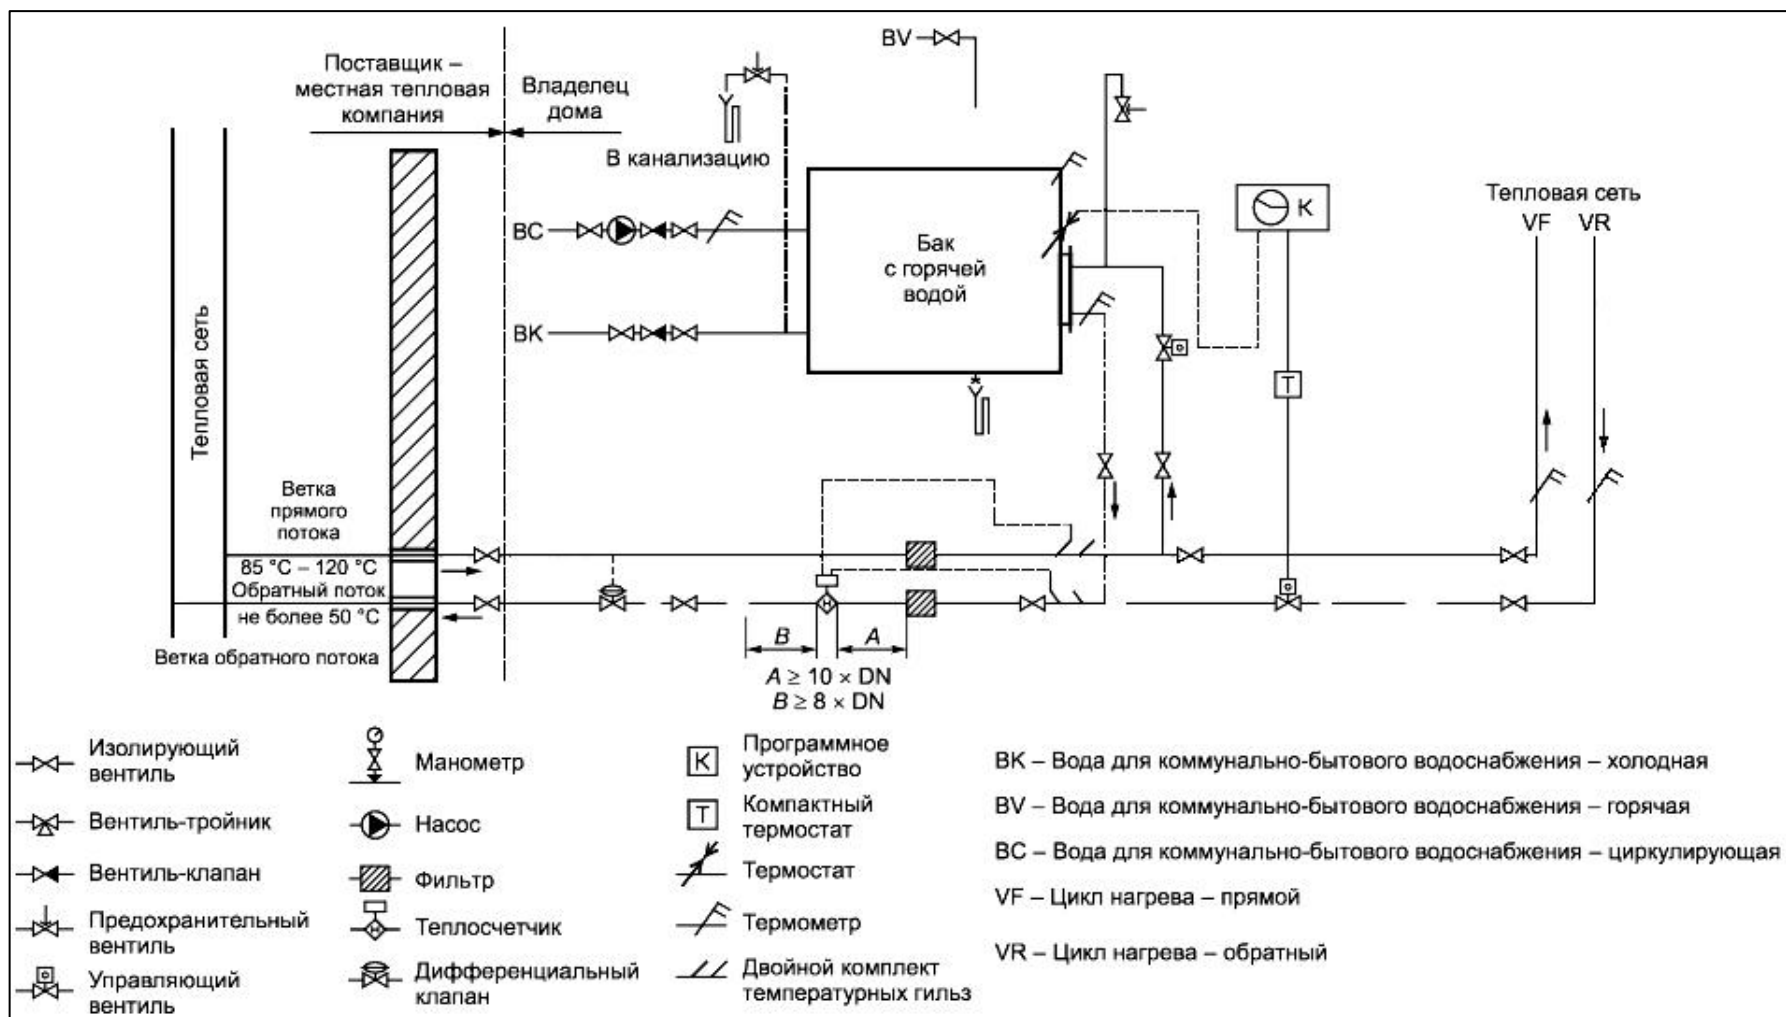 Поставщик –
местная тепловая
компания
Владелец
дома
BV
В канализацию
Тепловая сеть
VF VR
K
BC
Бак
с горячей
водой
BK
T
Тепловая сеть
Ветка
прямого
потока
85 °C – 120 °C
Обратный поток
не более 50 °C
Ветка обратного потока
B
A
A ≥ 10 × DN
B ≥ 8 × DN
Изолирующий
вентиль
Вентиль-тройник
Вентиль-клапан
Предохранительный
вентиль
Управляющий
вентиль
Манометр
Насос
Фильтр
Теплосчетчик
Дифференциальный
клапан
K
Программное
устройство
T
Компактный
термостат
Термостат
Термометр
Двойной комплект
температурных гильз
BK – Вода для коммунально-бытового водоснабжения – холодная
BV – Вода для коммунально-бытового водоснабжения – горячая
BC – Вода для коммунально-бытового водоснабжения – циркулирующая
VF – Цикл нагрева – прямой
VR – Цикл нагрева – обратный